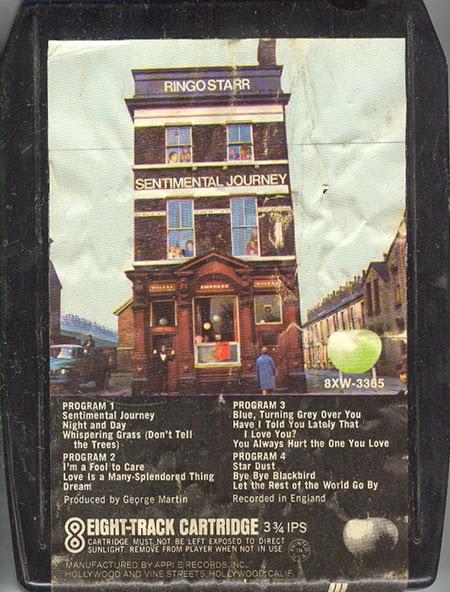 RINGO STARR
SENTIMENTAL JOURNEY
WALKER EMPRESS WALKER
8XW-3365
PROGRAM 1
Sentimental Journey
Night and Day
Whispering Grass (Don't Tell
the Trees)
PROGRAM 2
I'm a Fool to Care
Love Is a Many-Splendored Thing
Dream
Produced by George Martin
PROGRAM 3
Blue, Turning Grey Over You
Have I Told You Lately That
I Love You?
You Always Hurt the One You Love
PROGRAM 4
Star Dust
Bye Bye Blackbird
Let the Rest of the World Go By
Recorded in England
8 EIGHT-TRACK CARTRIDGE 3¾ IPS
CARTRIDGE MUST NOT BE LEFT EXPOSED TO DIRECT
SUNLIGHT. REMOVE FROM PLAYER WHEN NOT IN USE.
MANUFACTURED BY APPLE RECORDS, INC.,
HOLLYWOOD AND VINE STREETS, HOLLYWOOD, CALIF.